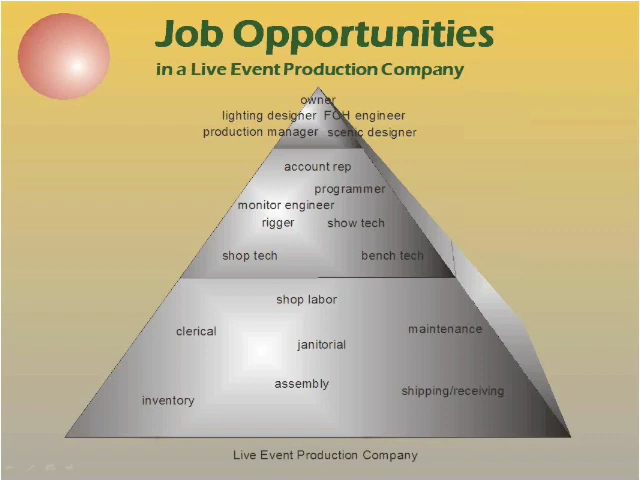 Job Opportunities
in a Live Event Production Company
owner
lighting designer FOH engineer
production manager scenic designer
account rep
programmer
monitor engineer
rigger show tech
shop tech bench tech
shop labor
clerical maintenance
janitorial
assembly
inventory shipping/receiving
Live Event Production Company